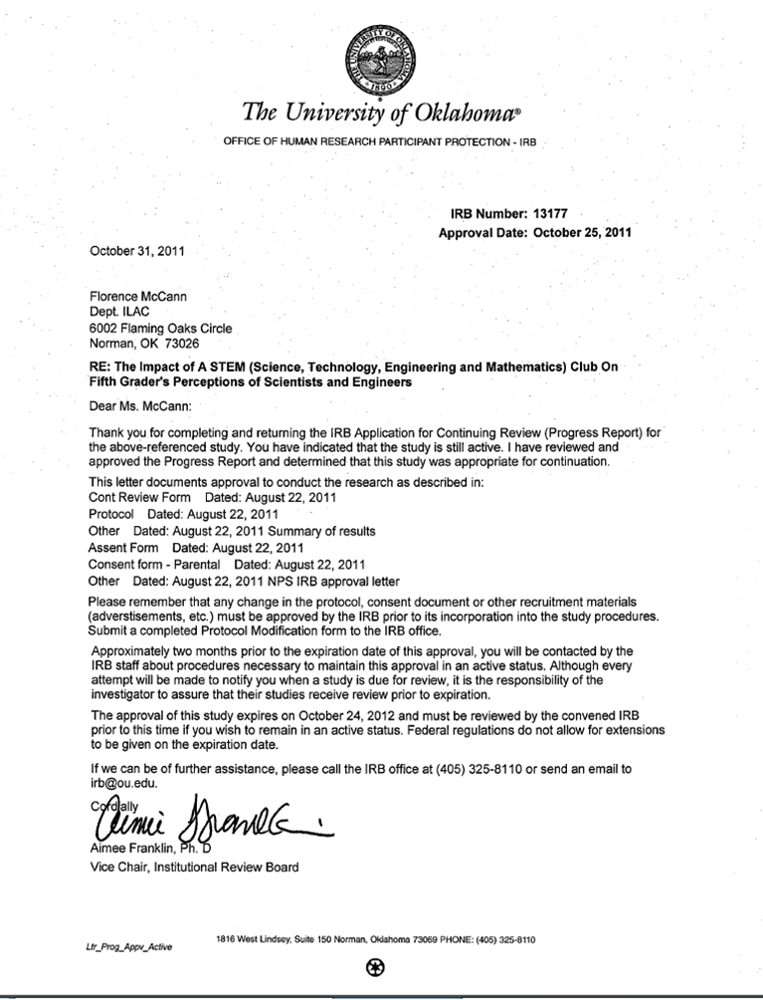 THE UNIVERSITY OF OKLAHOMA
1890
The University of Oklahoma®
OFFICE OF HUMAN RESEARCH PARTICIPANT PROTECTION - IRB
IRB Number: 13177
Approval Date: October 25, 2011
October 31, 2011
Florence McCann
Dept. ILAC
6002 Flaming Oaks Circle
Norman, OK 73026
RE: The Impact of A STEM (Science, Technology, Engineering and Mathematics) Club On
Fifth Grader's Perceptions of Scientists and Engineers
Dear Ms. McCann:
Thank you for completing and returning the IRB Application for Continuing Review (Progress Report) for
the above-referenced study. You have indicated that the study is still active. I have reviewed and
approved the Progress Report and determined that this study was appropriate for continuation.
This letter documents approval to conduct the research as described in:
Cont Review Form Dated: August 22, 2011
Protocol Dated: August 22, 2011
Other Dated: August 22, 2011 Summary of results
Assent Form Dated: August 22, 2011
Consent form - Parental Dated: August 22, 2011
Other Dated: August 22, 2011 NPS IRB approval letter
Please remember that any change in the protocol, consent document or other recruitment materials
(adverstisements, etc.) must be approved by the IRB prior to its incorporation into the study procedures.
Submit a completed Protocol Modification form to the IRB office.
Approximately two months prior to the expiration date of this approval, you will be contacted by the
IRB staff about procedures necessary to maintain this approval in an active status. Although every
attempt will be made to notify you when a study is due for review, it is the responsibility of the
investigator to assure that their studies receive review prior to expiration.
The approval of this study expires on October 24, 2012 and must be reviewed by the convened IRB
prior to this time if you wish to remain in an active status. Federal regulations do not allow for extensions
to be given on the expiration date.
If we can be of further assistance, please call the IRB office at (405) 325-8110 or send an email to
irb@ou.edu.
Cordially
Aimee Franklin, Ph. D
Vice Chair, Institutional Review Board
1816 West Lindsey, Suite 150 Norman, Oklahoma 73069 PHONE: (405) 325-8110
Ltr_Prog_Appv_Active